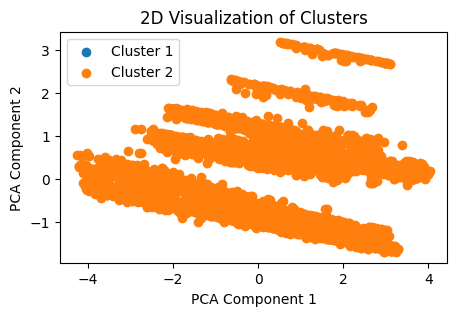 2D Visualization of Clusters
Cluster 1
Cluster 2
PCA Component 2
3
2
1
0
−1
−4
−2
0
2
4
PCA Component 1